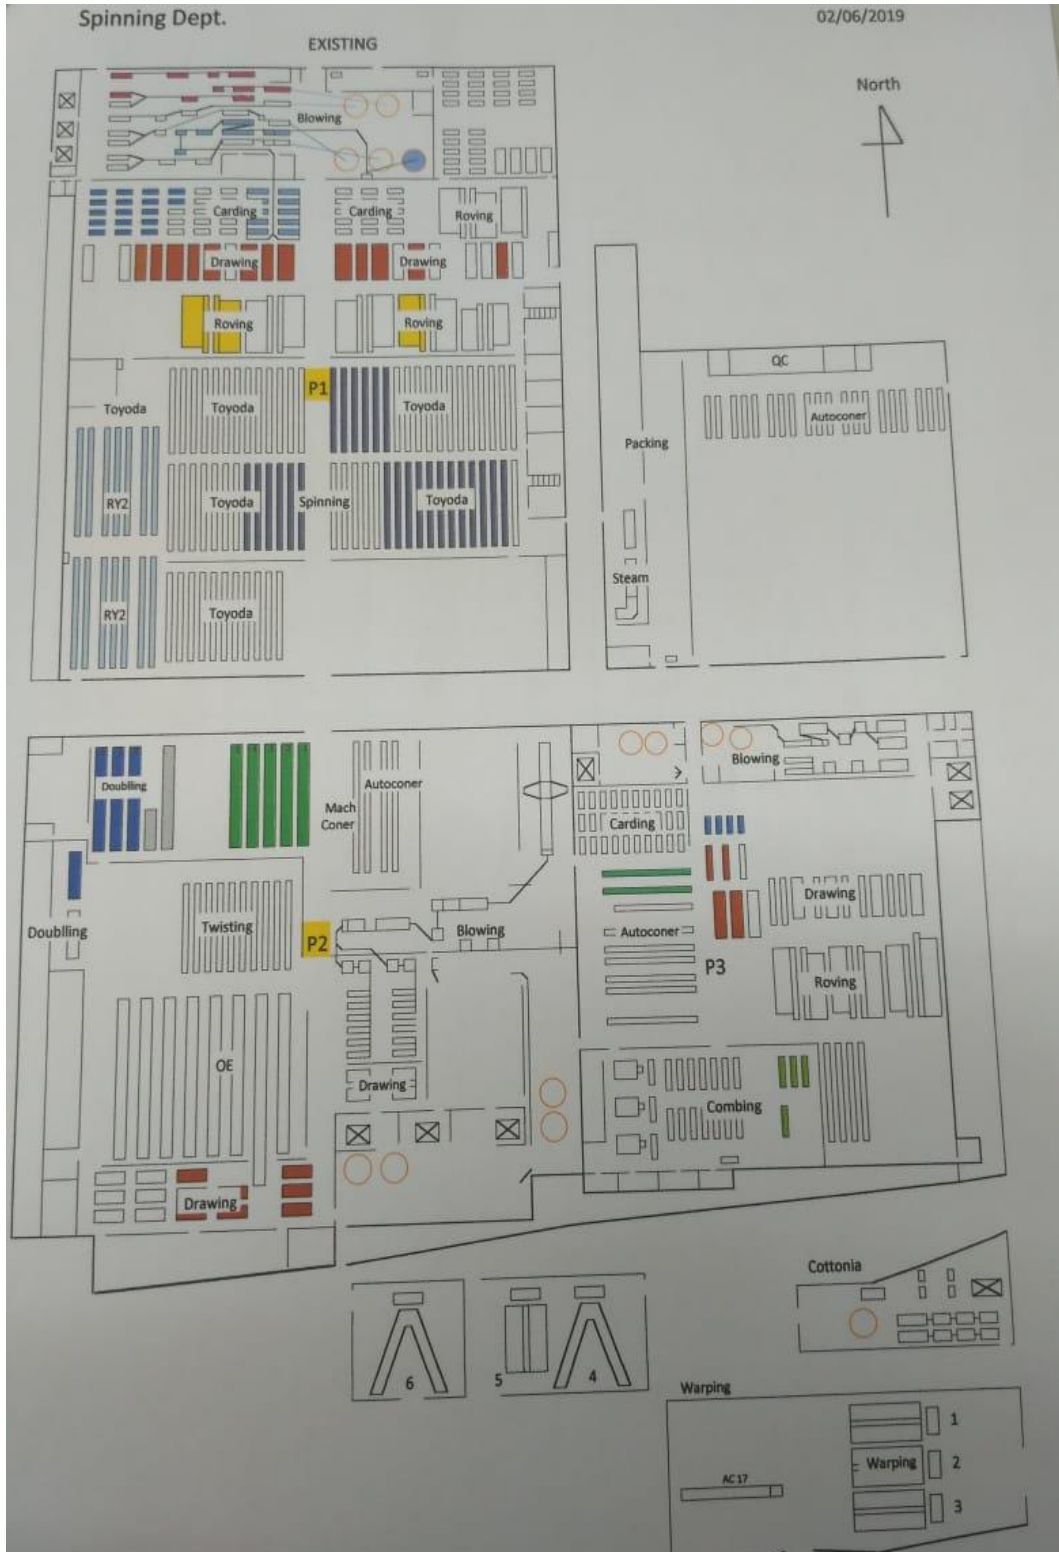 Spinning Dept.
02/06/2019
EXISTING
North
Blowing
Carding
Carding
Roving
Drawing
Drawing
Roving
Roving
QC
P1
Toyoda
Toyoda
Toyoda
Autoconer
Packing
RY2
Toyoda
Spinning
Toyoda
Steam
RY2
Toyoda
Doublling
Autoconer
Mach
Coner
Blowing
Carding
Drawing
Doublling
Twisting
P2
Blowing
Autoconer
P3
Roving
OE
Drawing
Combing
Drawing
Cottonia
6
5
4
Warping
1
AC 17
Warping
2
3